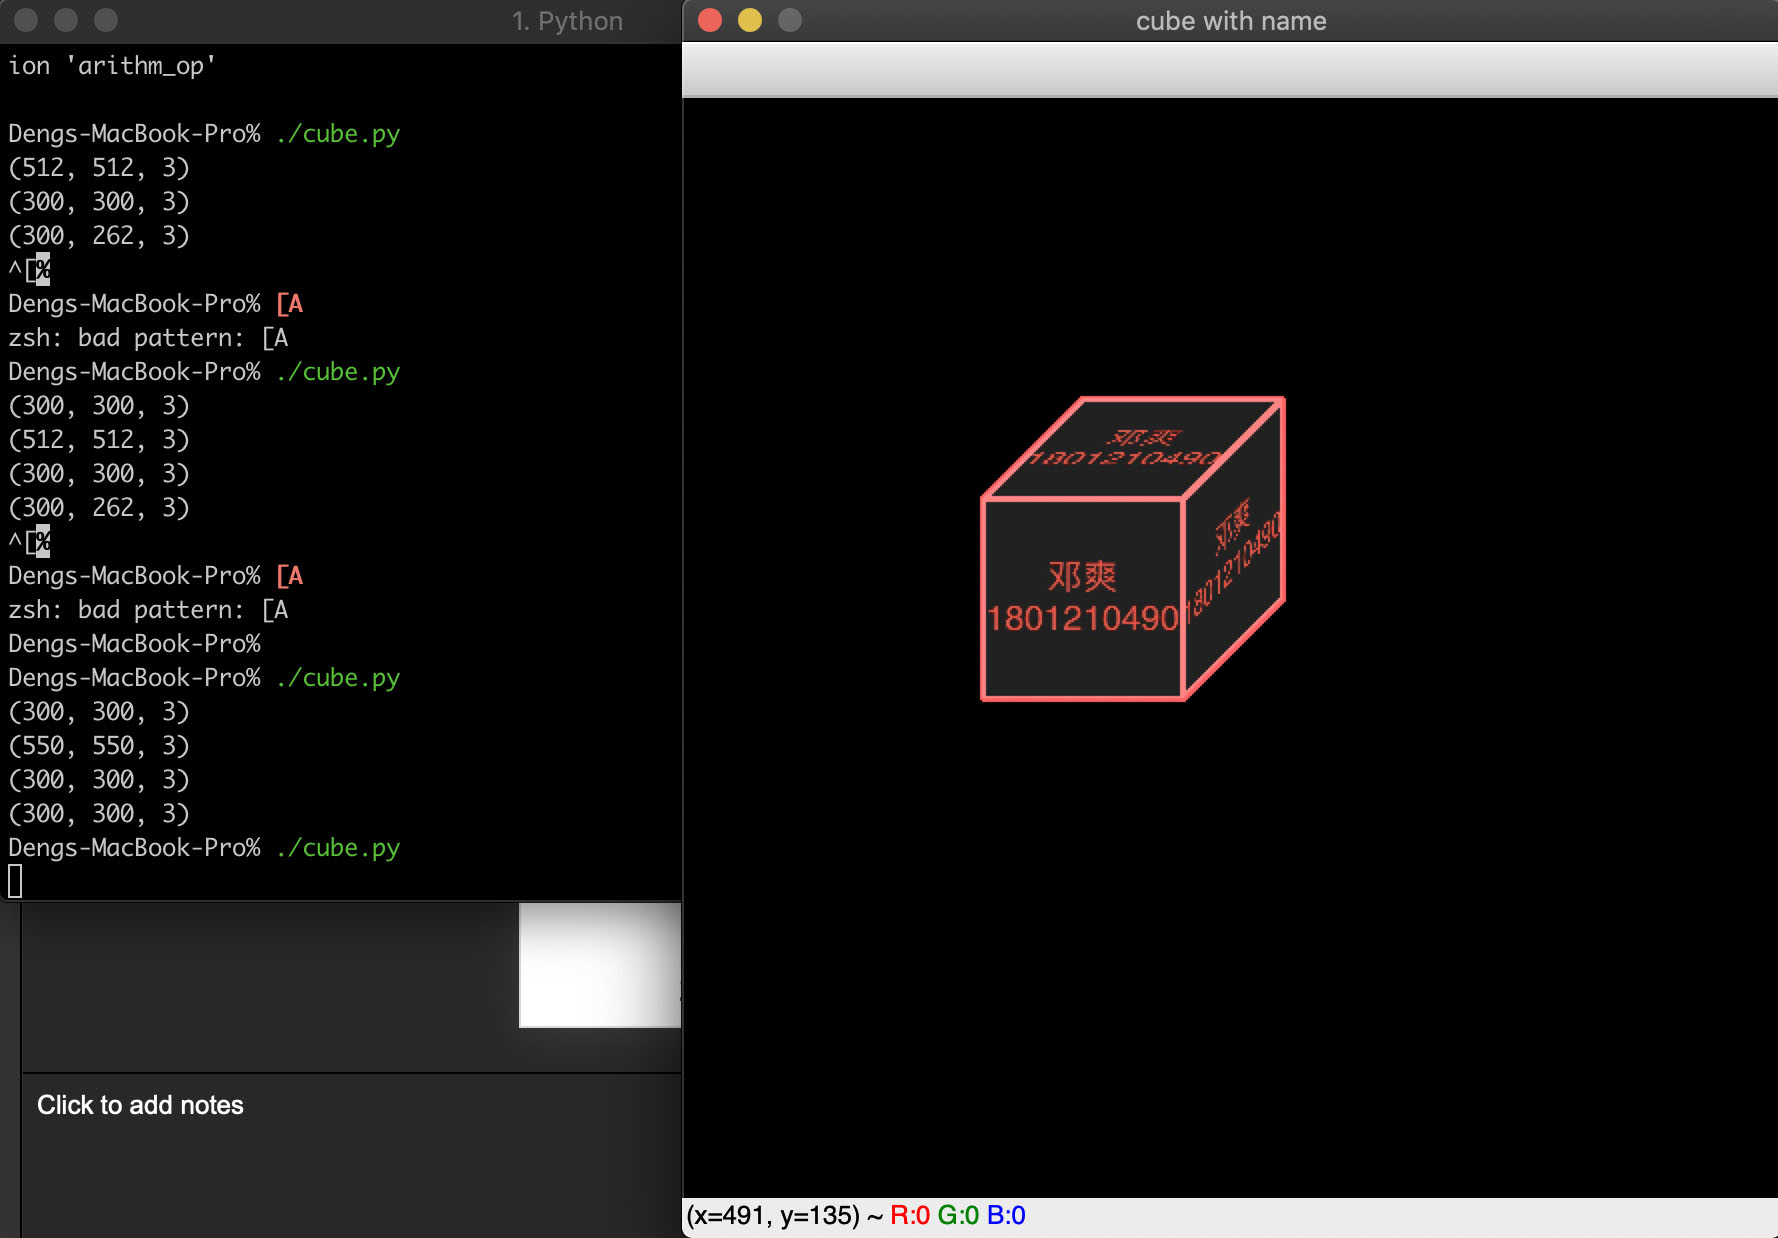 1. Python
ion 'arithm_op'
Dengs-MacBook-Pro% ./cube.py
(512, 512, 3)
(300, 300, 3)
(300, 262, 3)
^[%
Dengs-MacBook-Pro% [A
zsh: bad pattern: [A
Dengs-MacBook-Pro% ./cube.py
(300, 300, 3)
(512, 512, 3)
(300, 300, 3)
(300, 262, 3)
^[%
Dengs-MacBook-Pro% [A
zsh: bad pattern: [A
Dengs-MacBook-Pro%
Dengs-MacBook-Pro% ./cube.py
(300, 300, 3)
(550, 550, 3)
(300, 300, 3)
(300, 300, 3)
Dengs-MacBook-Pro% ./cube.py
Click to add notes
cube with name
邓爽
1801210490
邓爽
1801210490
邓爽
1801210490
(x=491, y=135) ~ R:0 G:0 B:0